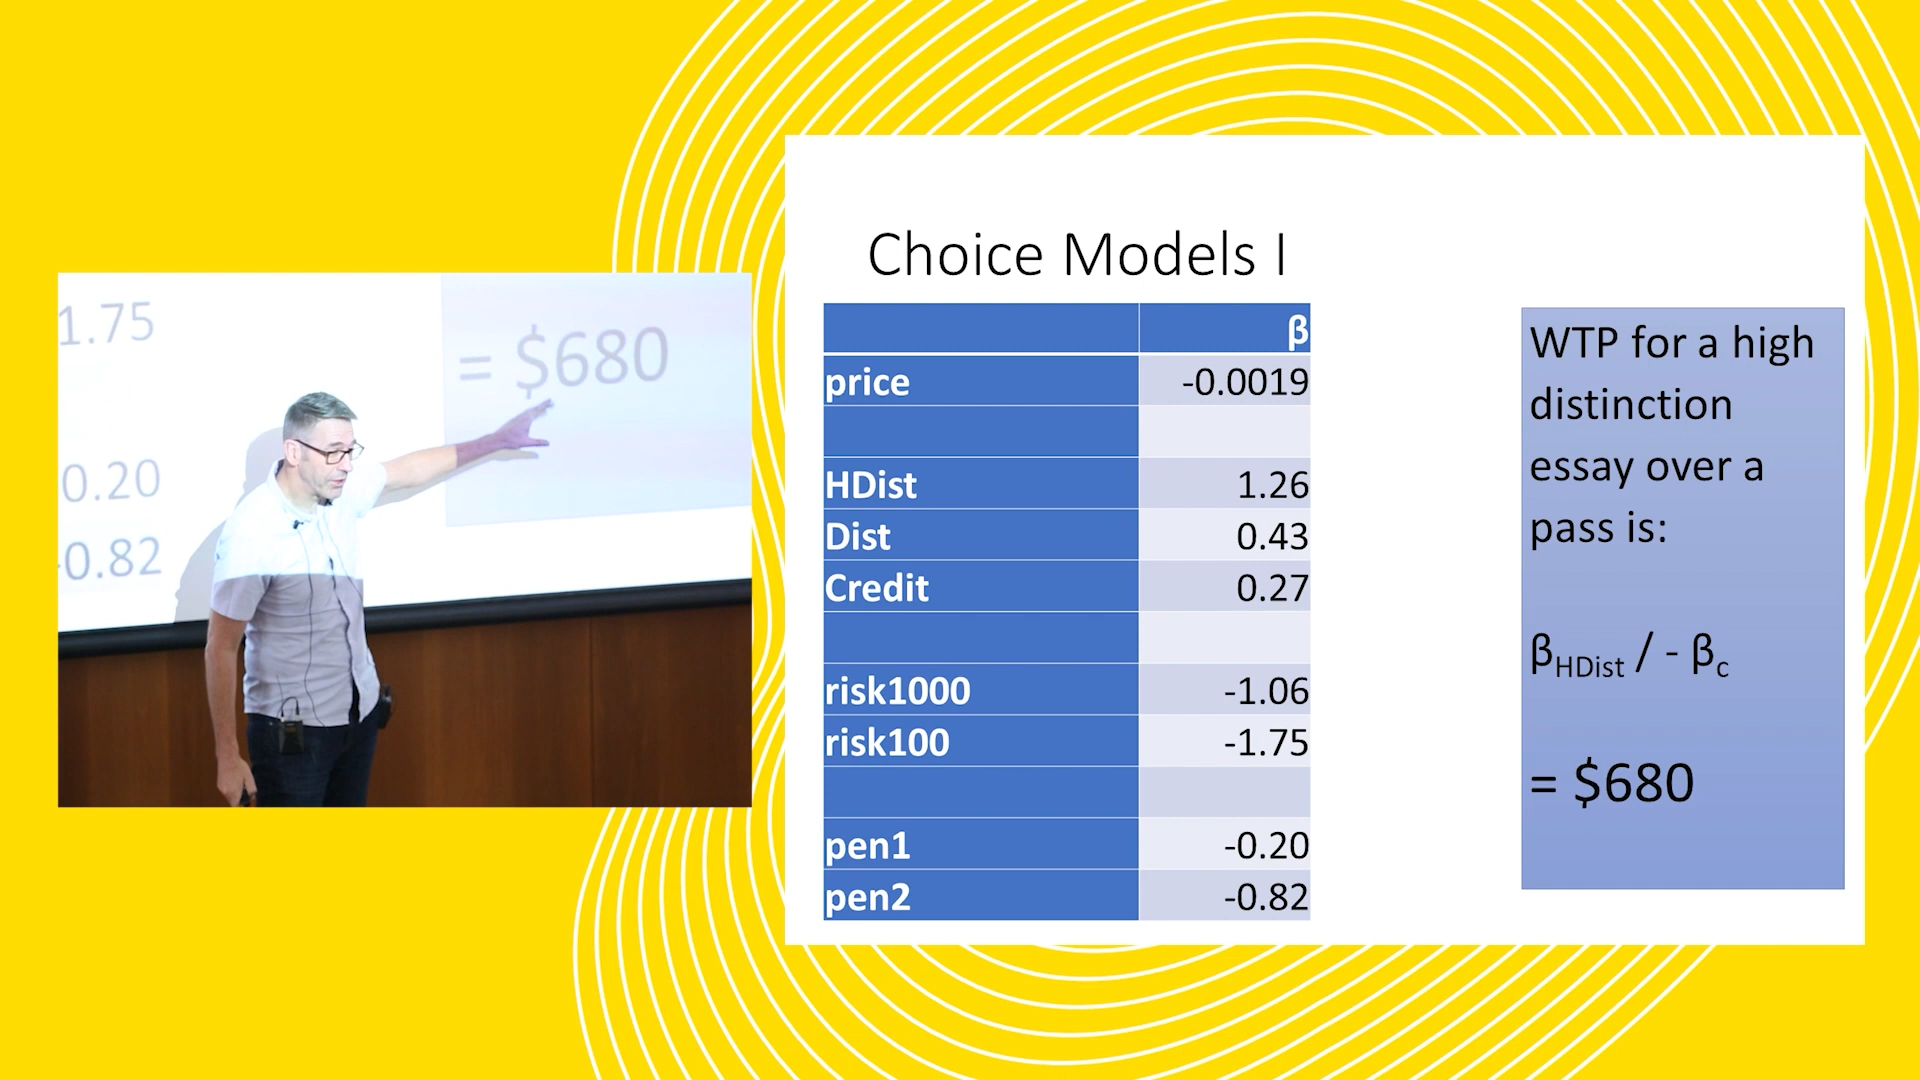 1.75
= $680
0.20
-0.82
Choice Models I
β
price -0.0019
HDist 1.26
Dist 0.43
Credit 0.27
risk1000 -1.06
risk100 -1.75
pen1 -0.20
pen2 -0.82
WTP for a high
distinction
essay over a
pass is:
βHDist / - βc
= $680